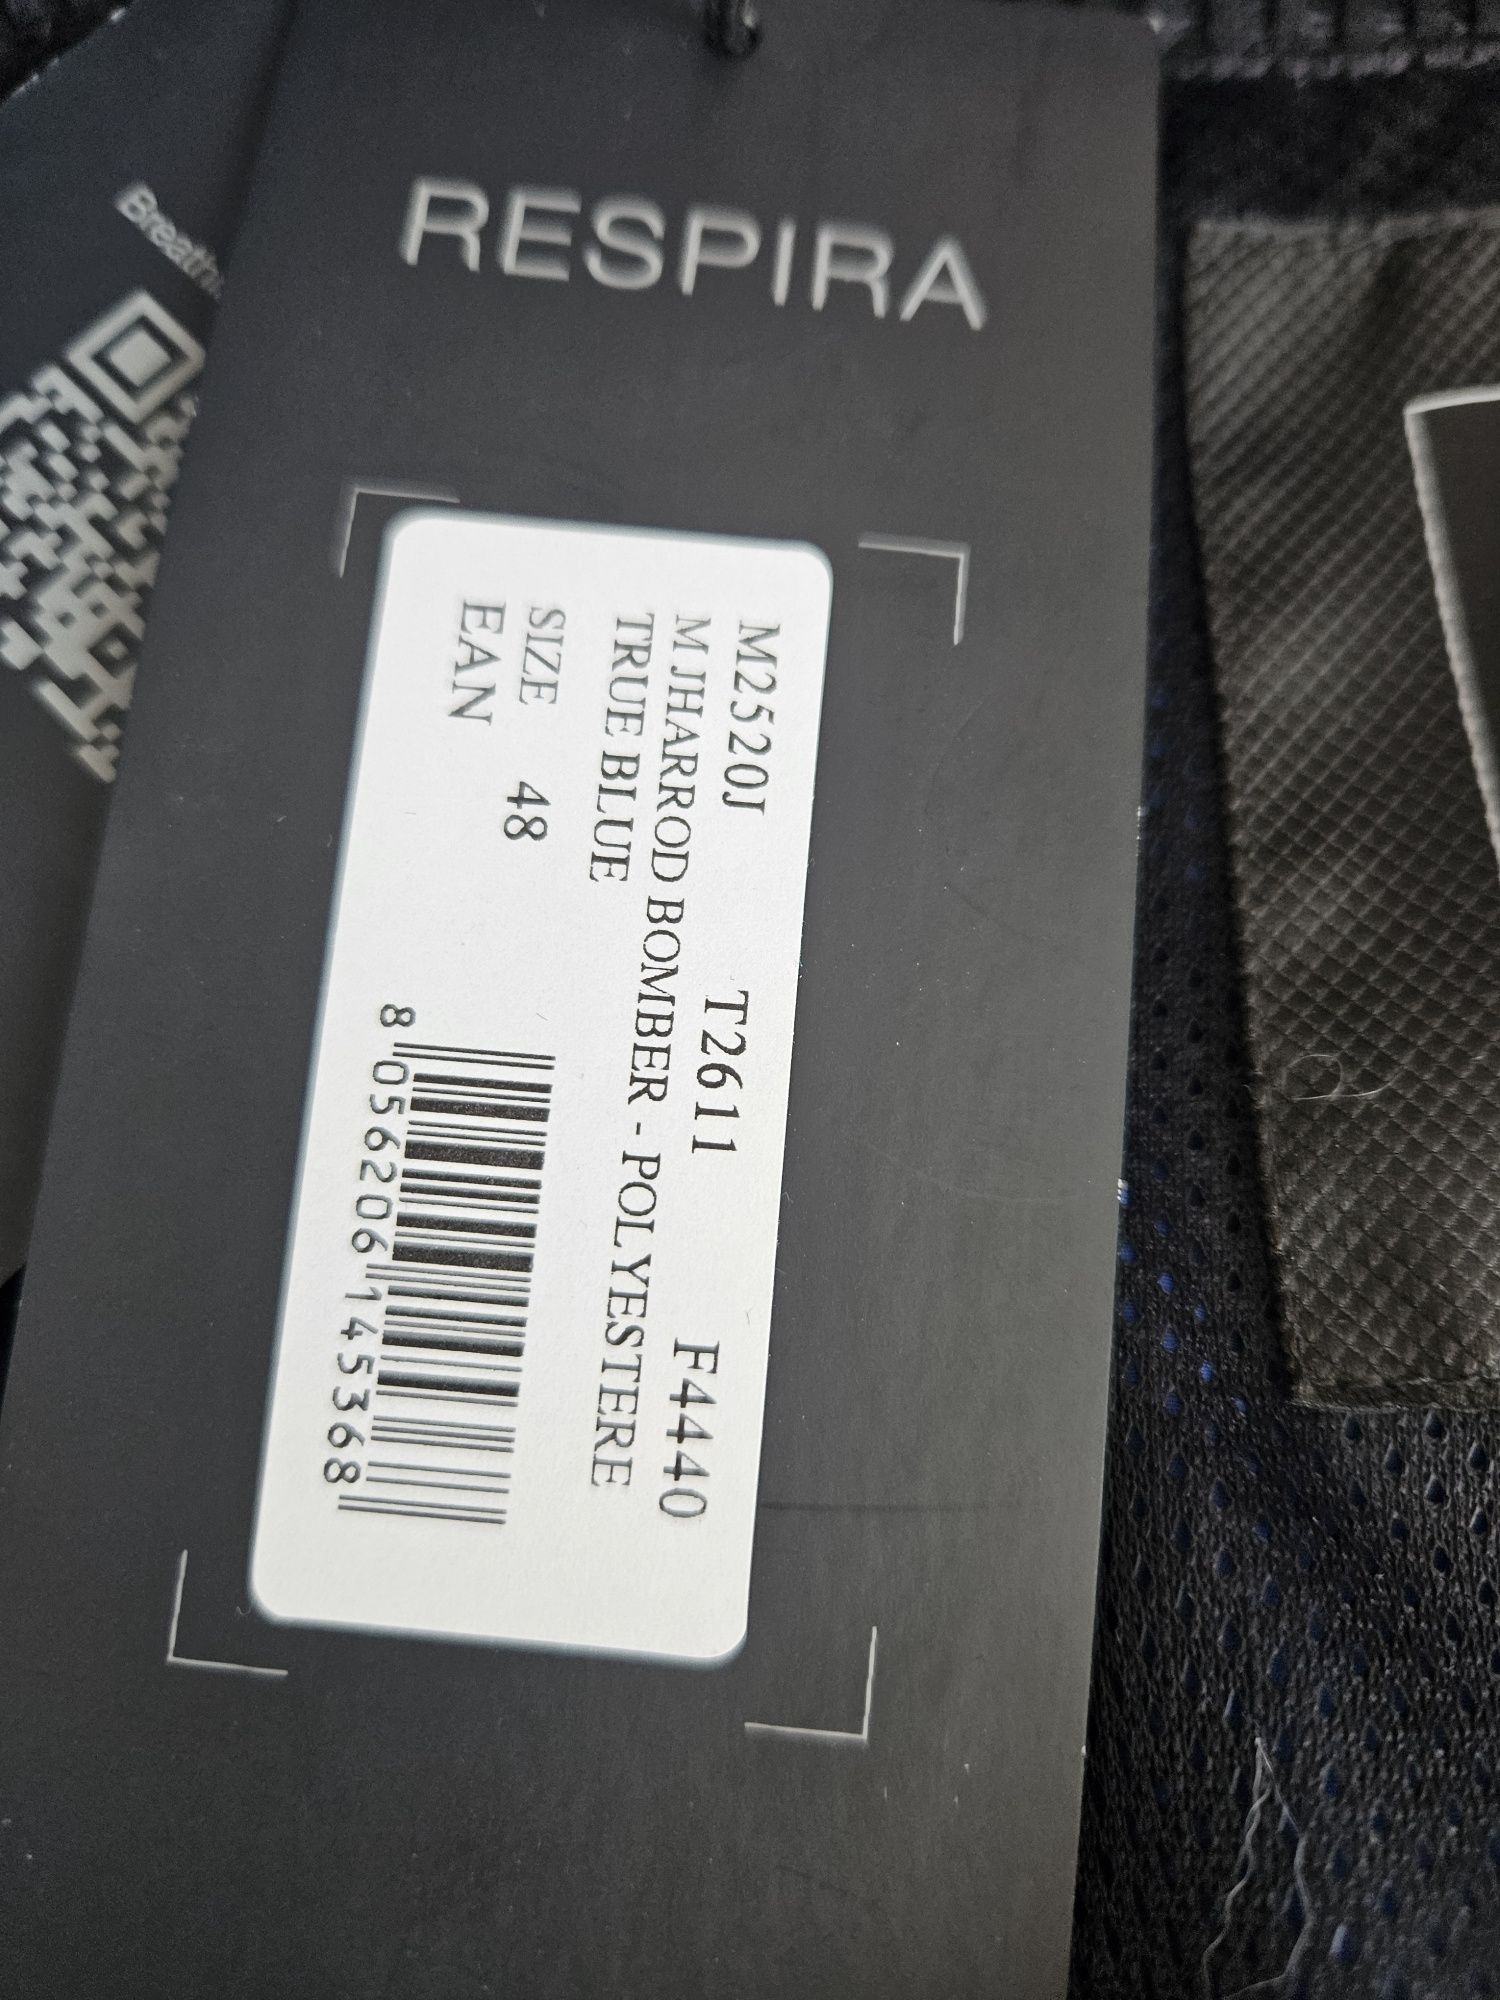 RESPIRA
M2520J T2611 F4440
M JHARROD BOMBER - POLYESTERE
TRUE BLUE
SIZE 48
EAN
8 056206 145368